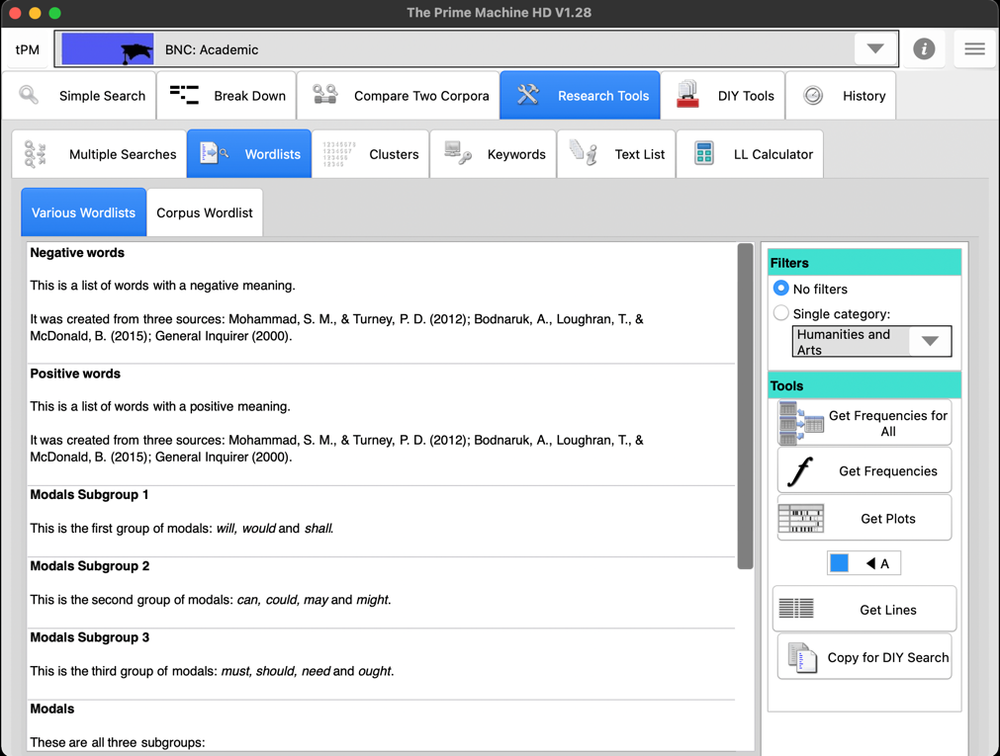 The Prime Machine HD V1.28
tPM
BNC: Academic
Simple Search
Break Down
Compare Two Corpora
Research Tools
DIY Tools
History
Multiple Searches
Wordlists
Clusters
Keywords
Text List
LL Calculator
Various Wordlists
Corpus Wordlist
Negative words
This is a list of words with a negative meaning.
It was created from three sources: Mohammad, S. M., & Turney, P. D. (2012); Bodnaruk, A., Loughran, T., &
McDonald, B. (2015); General Inquirer (2000).
Positive words
This is a list of words with a positive meaning.
It was created from three sources: Mohammad, S. M., & Turney, P. D. (2012); Bodnaruk, A., Loughran, T., &
McDonald, B. (2015); General Inquirer (2000).
Modals Subgroup 1
This is the first group of modals: will, would and shall.
Modals Subgroup 2
This is the second group of modals: can, could, may and might.
Modals Subgroup 3
This is the third group of modals: must, should, need and ought.
Modals
These are all three subgroups:
Filters
No filters
Single category:
Humanities and
Arts
Tools
Get Frequencies for
All
f
Get Frequencies
Get Plots
A
Get Lines
Copy for DIY Search